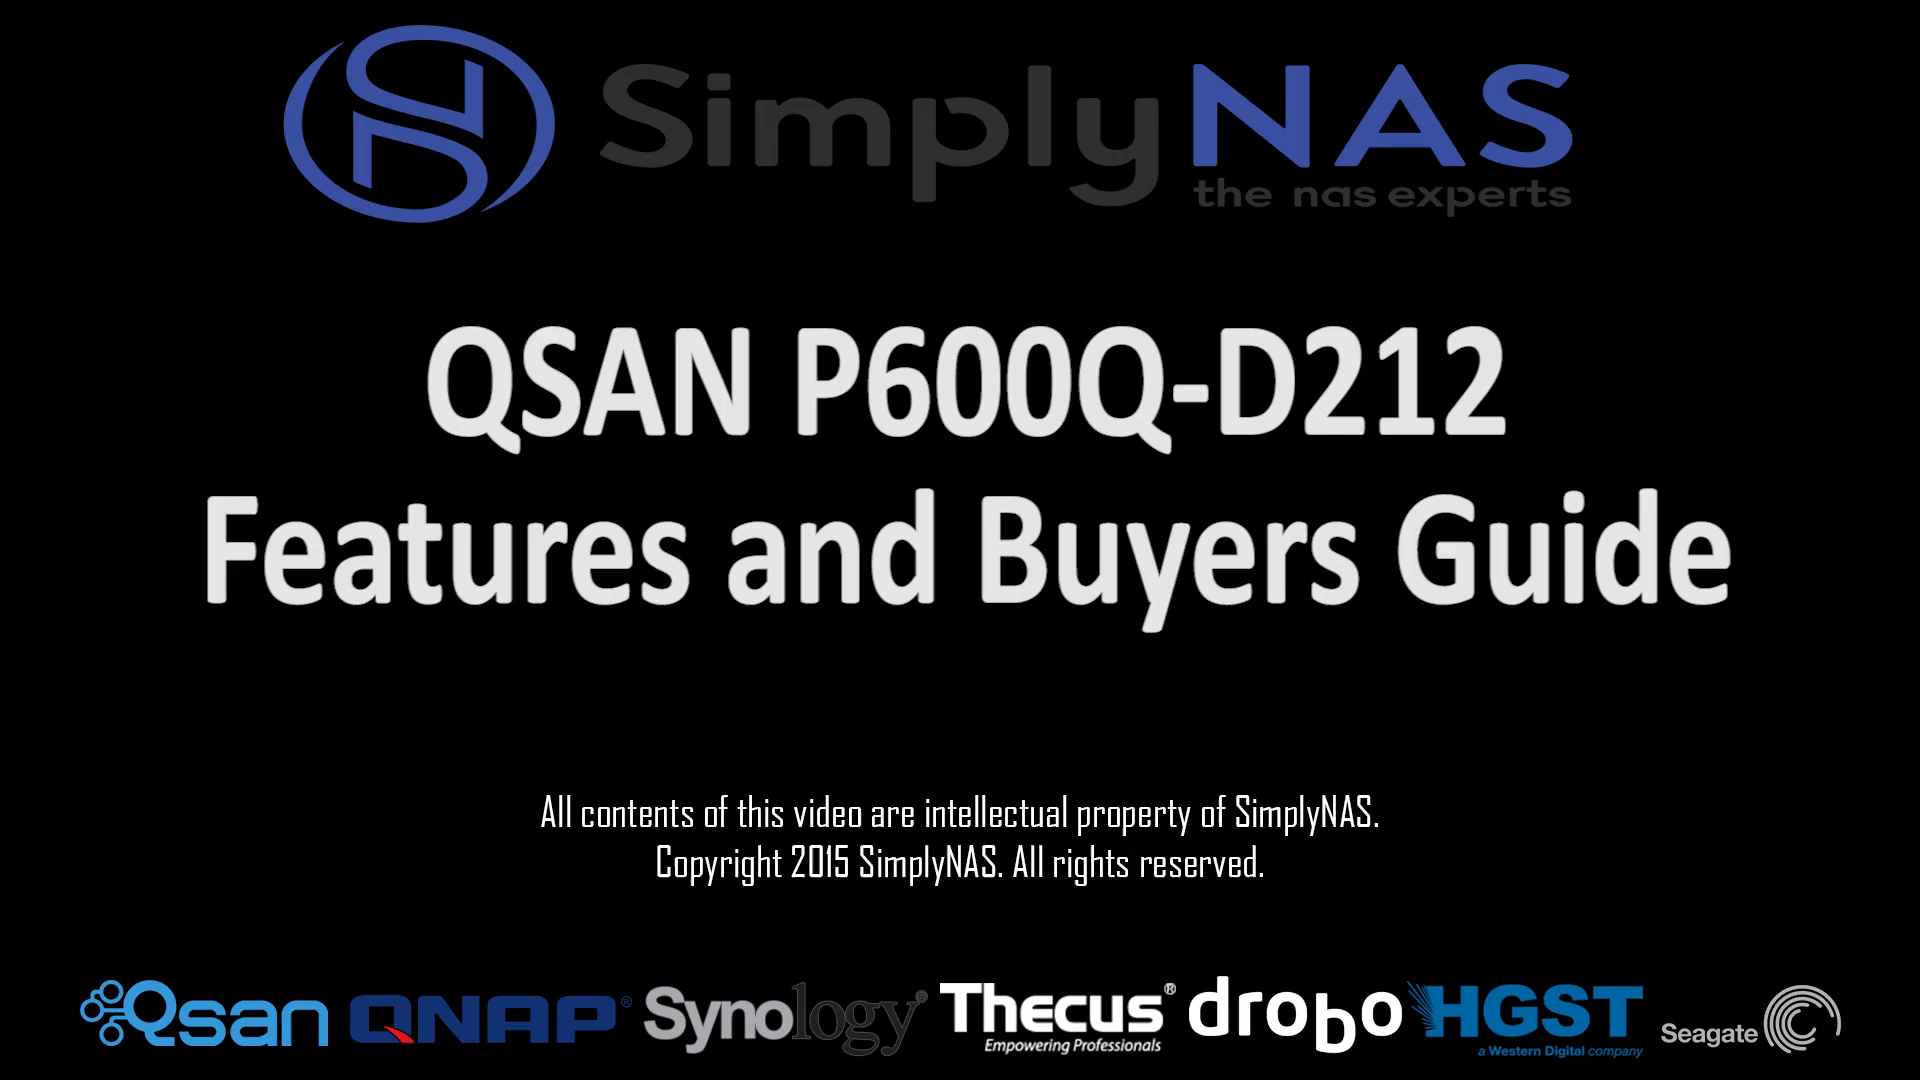 SimplyNAS
the nas experts
QSAN P600Q-D212
Features and Buyers Guide
All contents of this video are intellectual property of SimplyNAS.
Copyright 2015 SimplyNAS. All rights reserved.
Qsan QNAP® Synology® Thecus® drobo HGST Seagate
Empowering Professionals a Western Digital company